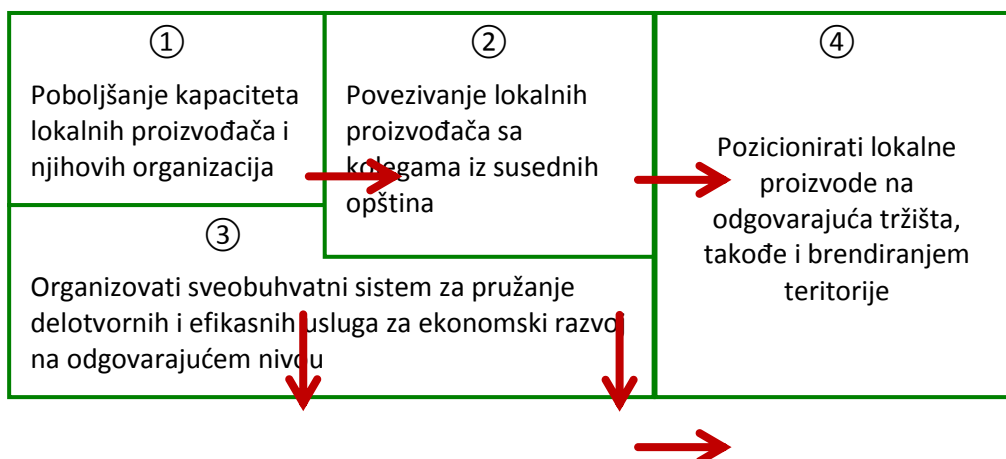 ①
Poboljšanje kapaciteta
lokalnih proizvođača i
njihovih organizacija
②
Povezivanje lokalnih
proizvođača sa
kolegama iz susednih
opština
③
Organizovati sveobuhvatni sistem za pružanje
delotvornih i efikasnih usluga za ekonomski razvoj
na odgovarajućem nivou
④
Pozicionirati lokalne
proizvode na
odgovarajuća tržišta,
takođe i brendiranjem
teritorije